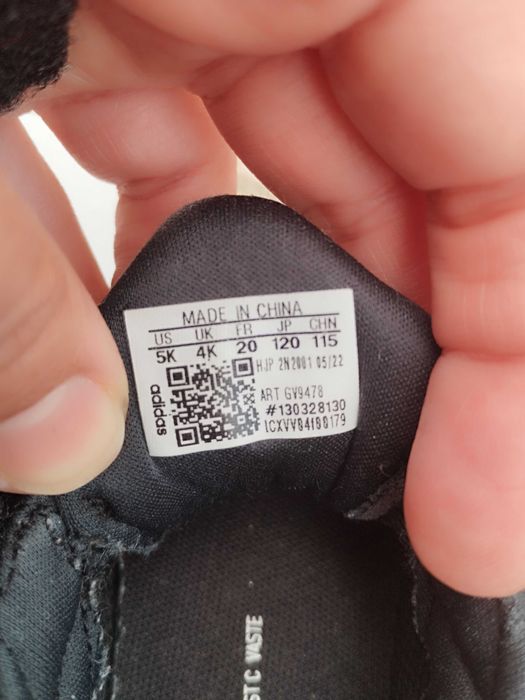 MADE IN CHINA
US UK FR JP CHN
5K 4K 20 120 115
HJP 2N2001 05/22
ART GV9478
#130328130
adidas